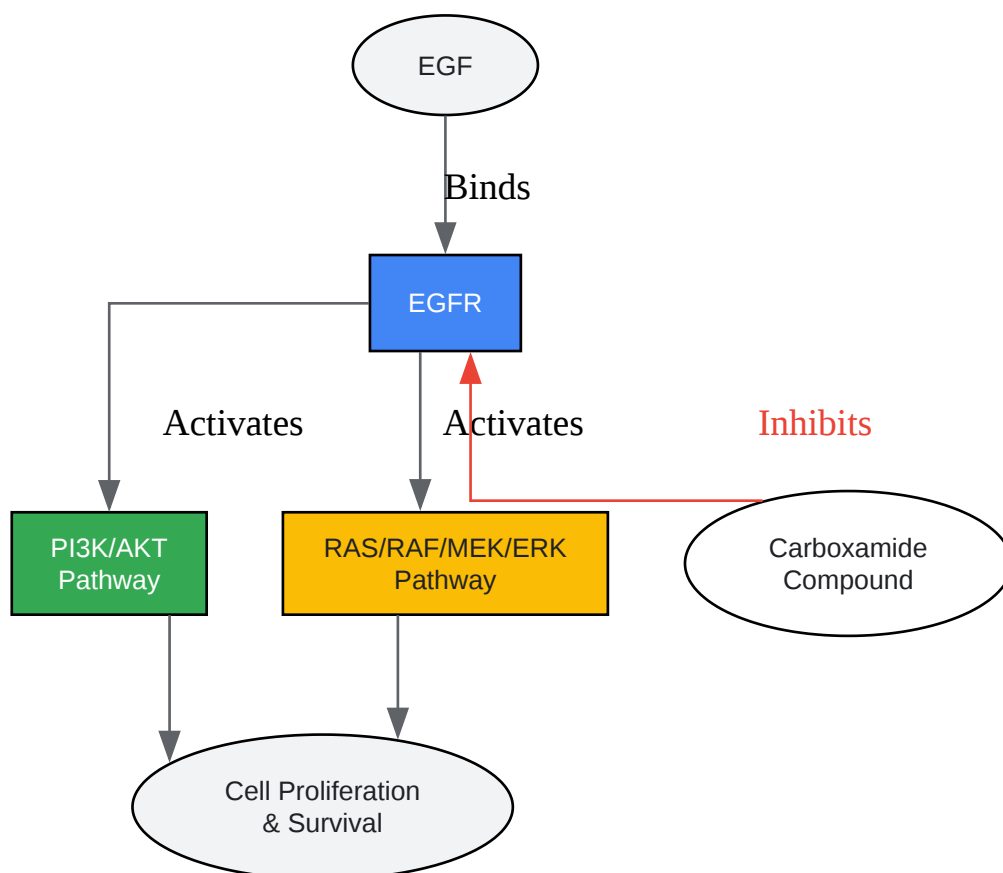 EGF
Binds
EGFR
Activates
Activates
Inhibits
PI3K/AKT
Pathway
RAS/RAF/MEK/ERK
Pathway
Carboxamide
Compound
Cell Proliferation
& Survival